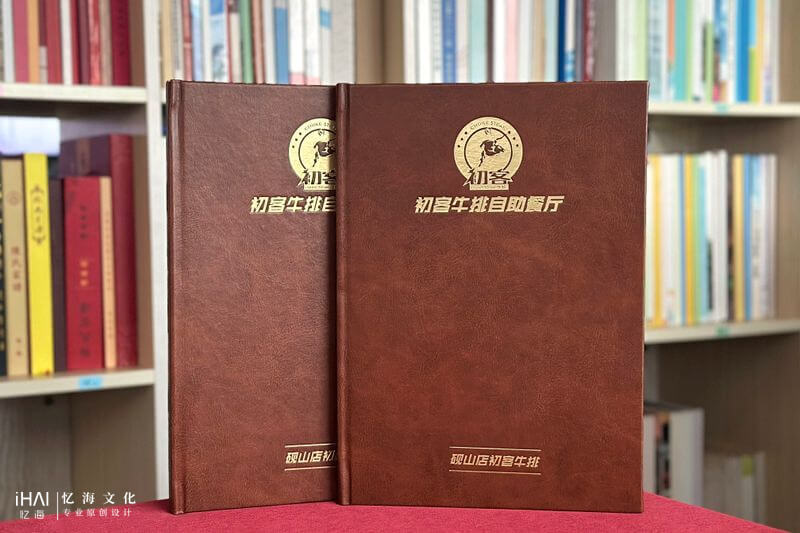 初客
初客牛排自
砚山店初
CHUKE STEAK
初客
初客牛排自助餐厅
砚山店初客牛排
iHAI 忆海文化
忆海 专业原创设计